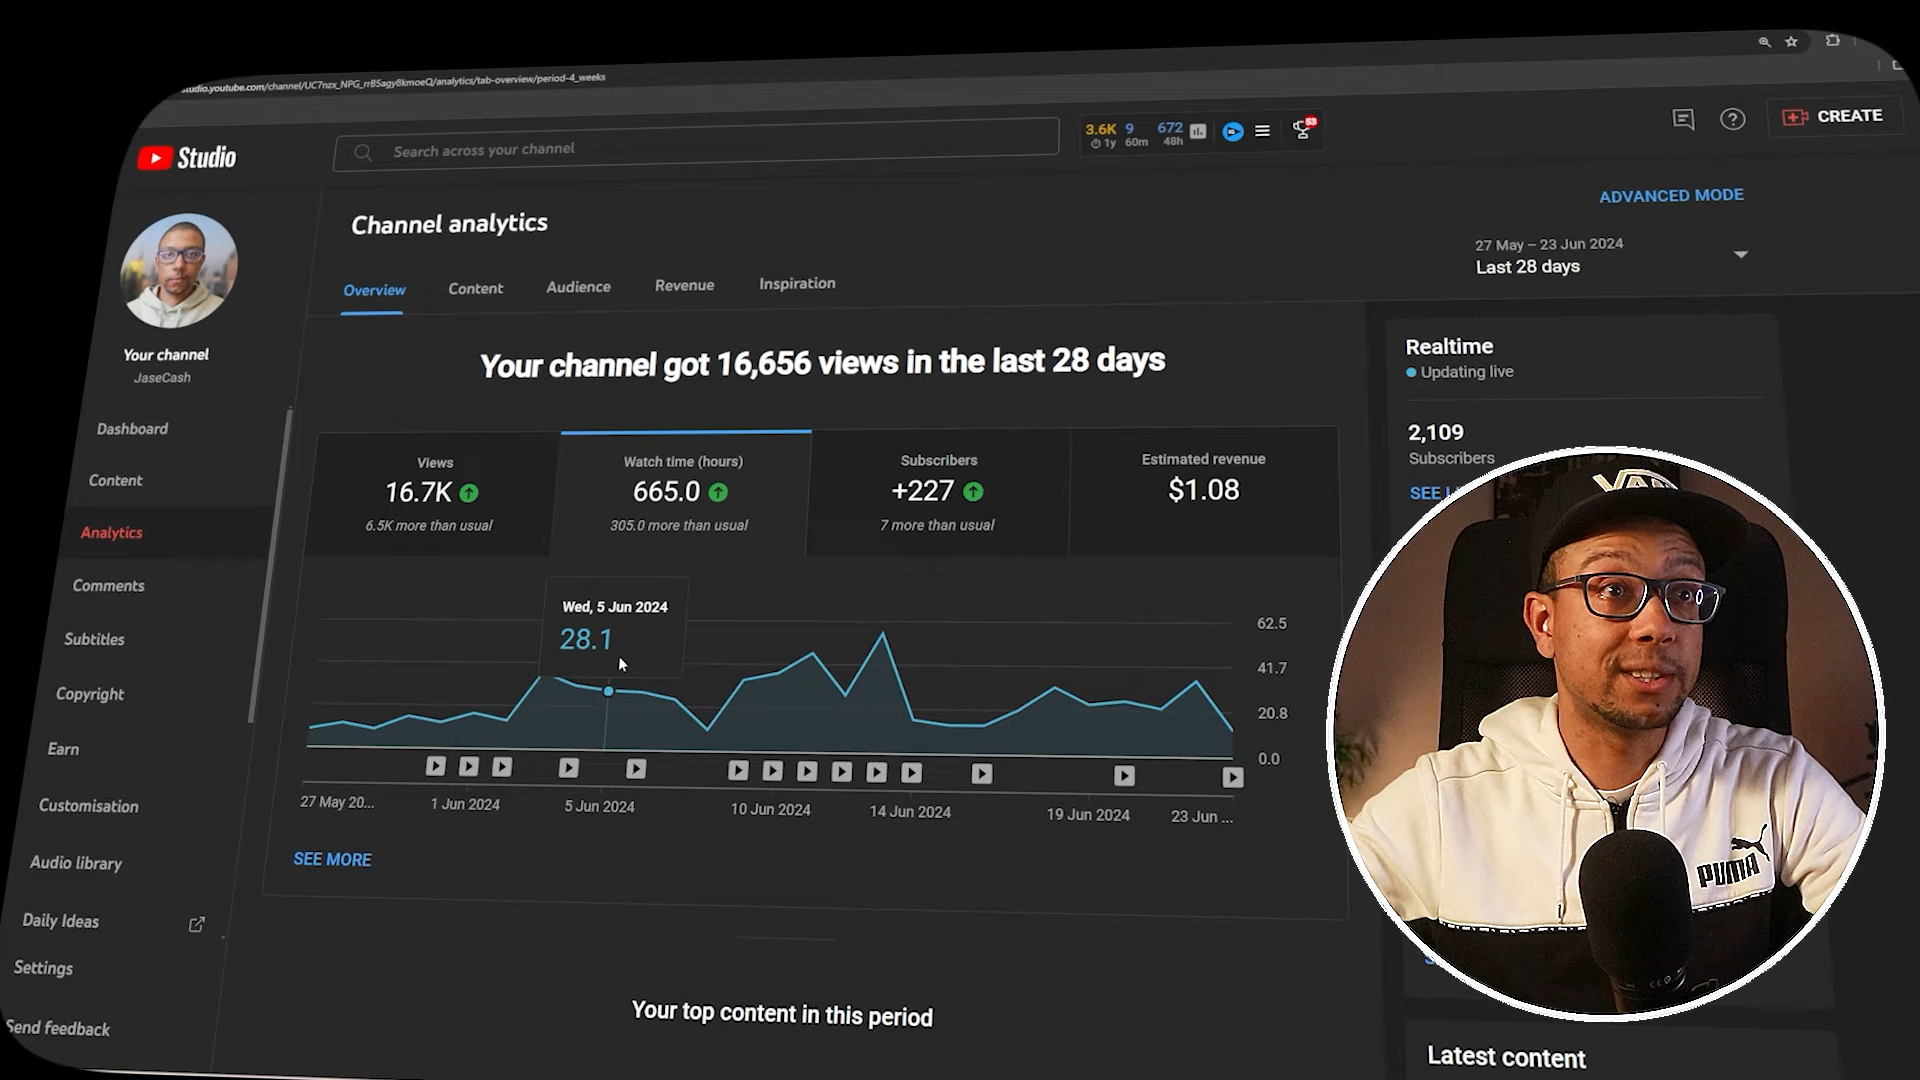 studio.youtube.com/channel/UC7nzx_NPG_rrB5agy8kmoeQ/analytics/tab-overview/period-4_weeks
Studio
Search across your channel
3.6K 9 672
1y 60m 48h
53
CREATE
ADVANCED MODE
Channel analytics
27 May – 23 Jun 2024
Last 28 days
Overview Content Audience Revenue Inspiration
Your channel
JaseCash
Dashboard
Content
Analytics
Comments
Subtitles
Copyright
Earn
Customisation
Audio library
Daily Ideas
Settings
Send feedback
Your channel got 16,656 views in the last 28 days
Views
16.7K
6.5K more than usual
Watch time (hours)
665.0
305.0 more than usual
Subscribers
+227
7 more than usual
Estimated revenue
$1.08
Wed, 5 Jun 2024
28.1
62.5
41.7
20.8
0.0
27 May 20... 1 Jun 2024 5 Jun 2024 10 Jun 2024 14 Jun 2024 19 Jun 2024 23 Jun ...
SEE MORE
Your top content in this period
Realtime
Updating live
2,109
Subscribers
SEE
Latest content
PUMA